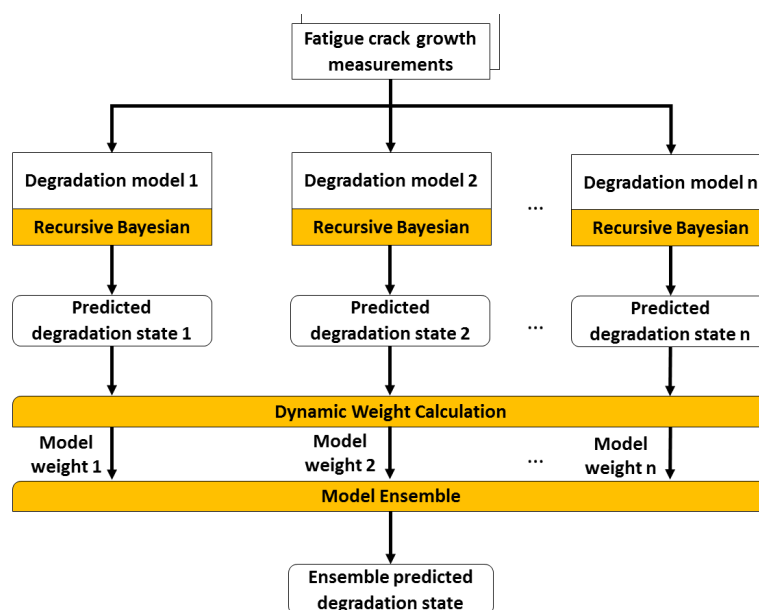 Fatigue crack growth
measurements
Degradation model 1
Degradation model 2
Degradation model n
...
Recursive Bayesian
Recursive Bayesian
Recursive Bayesian
Predicted
degradation state 1
Predicted
degradation state 2
...
Predicted
degradation state n
Dynamic Weight Calculation
Model
weight 1
Model
weight 2
...
Model
weight n
Model Ensemble
Ensemble predicted
degradation state